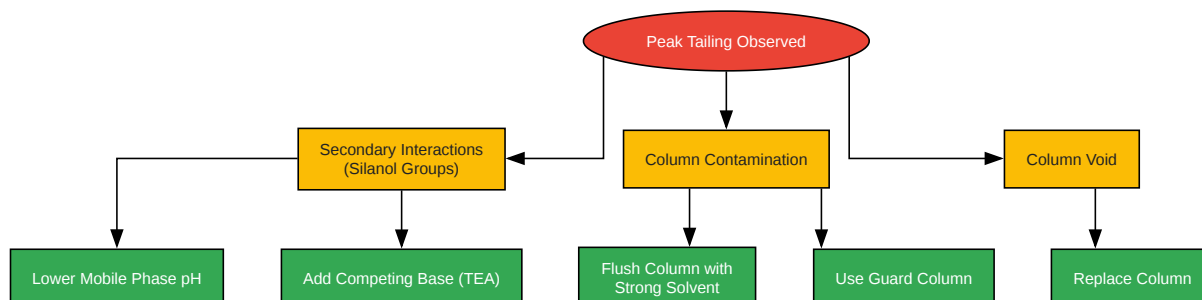 Peak Tailing Observed
Secondary Interactions
(Silanol Groups)
Column Contamination
Column Void
Lower Mobile Phase pH
Add Competing Base (TEA)
Flush Column with
Strong Solvent
Use Guard Column
Replace Column